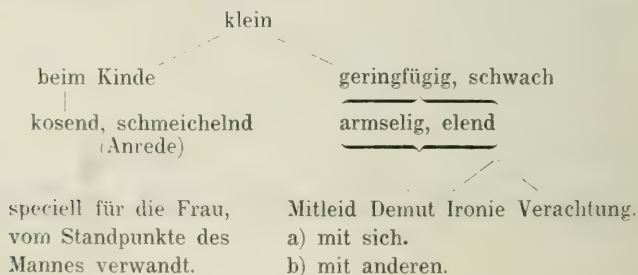 klein
beim Kinde geringfügig, schwach
kosend, schmeichelnd armselig, elend
(Anrede)
speciell für die Frau, Mitleid Demut Ironie Verachtung.
vom Standpunkte des a) mit sich.
Mannes verwandt. b) mit anderen.